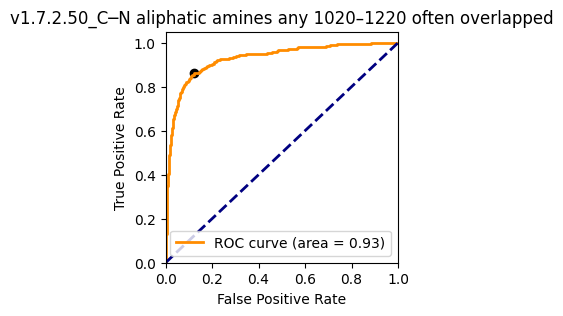 v1.7.2.50_C─N aliphatic amines any 1020–1220 often overlapped
True Positive Rate
1.0
0.8
0.6
0.4
0.2
0.0
ROC curve (area = 0.93)
0.0 0.2 0.4 0.6 0.8 1.0
False Positive Rate